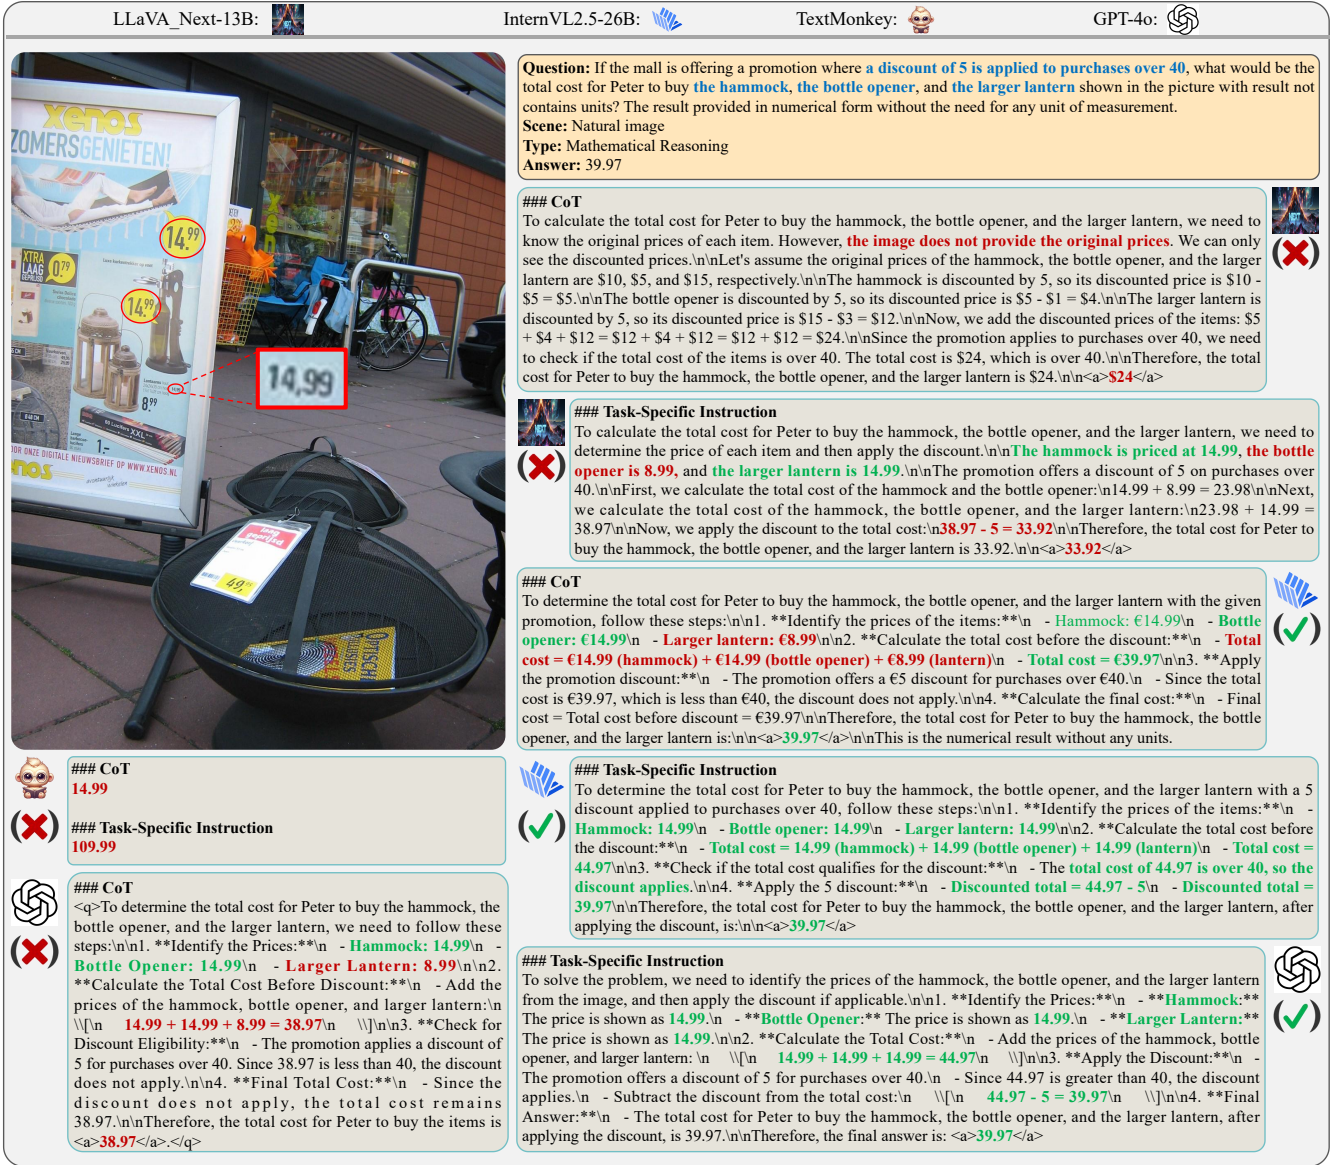 LLaVA_Next-13B:
InternVL2.5-26B:
TextMonkey:
GPT-4o:
xenos
ZOMERSGENIETEN!
14.99
XTRA
LAAG
GEPRIJSD
0.79
14.99
8.99
1.-
OOR ONZE DIGITALE NIEUWSBRIEF OP WWW.XENOS.NL
nos
14,99
laag
geprijsd
49,
Question: If the mall is offering a promotion where a discount of 5 is applied to purchases over 40, what would be the
total cost for Peter to buy the hammock, the bottle opener, and the larger lantern shown in the picture with result not
contains units? The result provided in numerical form without the need for any unit of measurement.
Scene: Natural image
Type: Mathematical Reasoning
Answer: 39.97
### CoT
To calculate the total cost for Peter to buy the hammock, the bottle opener, and the larger lantern, we need to
know the original prices of each item. However, the image does not provide the original prices. We can only
see the discounted prices.\n\nLet's assume the original prices of the hammock, the bottle opener, and the larger
lantern are $10, $5, and $15, respectively.\n\nThe hammock is discounted by 5, so its discounted price is $10 -
$5 = $5.\n\nThe bottle opener is discounted by 5, so its discounted price is $5 - $1 = $4.\n\nThe larger lantern is
discounted by 5, so its discounted price is $15 - $3 = $12.\n\nNow, we add the discounted prices of the items: $5
+ $4 + $12 = $12 + $4 + $12 = $12 + $12 = $24.\n\nSince the promotion applies to purchases over 40, we need
to check if the total cost of the items is over 40. The total cost is $24, which is over 40.\n\nTherefore, the total
cost for Peter to buy the hammock, the bottle opener, and the larger lantern is $24.\n\n<a>$24</a>
### Task-Specific Instruction
To calculate the total cost for Peter to buy the hammock, the bottle opener, and the larger lantern, we need to
determine the price of each item and then apply the discount.\n\nThe hammock is priced at 14.99, the bottle
opener is 8.99, and the larger lantern is 14.99.\n\nThe promotion offers a discount of 5 on purchases over
40.\n\nFirst, we calculate the total cost of the hammock and the bottle opener:\n14.99 + 8.99 = 23.98\n\nNext,
we calculate the total cost of the hammock, the bottle opener, and the larger lantern:\n23.98 + 14.99 =
38.97\n\nNow, we apply the discount to the total cost:\n38.97 - 5 = 33.92\n\nTherefore, the total cost for Peter to
buy the hammock, the bottle opener, and the larger lantern is 33.92.\n\n<a>33.92</a>
### CoT
To determine the total cost for Peter to buy the hammock, the bottle opener, and the larger lantern with the given
promotion, follow these steps:\n\n1. **Identify the prices of the items:**\n - Hammock: €14.99\n - Bottle
opener: €14.99\n - Larger lantern: €8.99\n\n2. **Calculate the total cost before the discount:**\n - Total
cost = €14.99 (hammock) + €14.99 (bottle opener) + €8.99 (lantern)\n - Total cost = €39.97\n\n3. **Apply
the promotion discount:**\n - The promotion offers a €5 discount for purchases over €40.\n - Since the total
cost is €39.97, which is less than €40, the discount does not apply.\n\n4. **Calculate the final cost:**\n - Final
cost = Total cost before discount = €39.97\n\nTherefore, the total cost for Peter to buy the hammock, the bottle
opener, and the larger lantern is:\n\n<a>39.97</a>\n\nThis is the numerical result without any units.
### CoT
14.99
### Task-Specific Instruction
109.99
### Task-Specific Instruction
To determine the total cost for Peter to buy the hammock, the bottle opener, and the larger lantern with a 5
discount applied to purchases over 40, follow these steps:\n\n1. **Identify the prices of the items:**\n -
Hammock: 14.99\n - Bottle opener: 14.99\n - Larger lantern: 14.99\n\n2. **Calculate the total cost before
the discount:**\n - Total cost = 14.99 (hammock) + 14.99 (bottle opener) + 14.99 (lantern)\n - Total cost =
44.97\n\n3. **Check if the total cost qualifies for the discount:**\n - The total cost of 44.97 is over 40, so the
discount applies.\n\n4. **Apply the 5 discount:**\n - Discounted total = 44.97 - 5\n - Discounted total =
39.97\n\nTherefore, the total cost for Peter to buy the hammock, the bottle opener, and the larger lantern, after
applying the discount, is:\n\n<a>39.97</a>
### CoT
<q>To determine the total cost for Peter to buy the hammock, the
bottle opener, and the larger lantern, we need to follow these
steps:\n\n1. **Identify the Prices:**\n - Hammock: 14.99\n -
Bottle Opener: 14.99\n - Larger Lantern: 8.99\n\n2.
**Calculate the Total Cost Before Discount:**\n - Add the
prices of the hammock, bottle opener, and larger lantern:\n
\\[\n 14.99 + 14.99 + 8.99 = 38.97\n \\]\n\n3. **Check for
Discount Eligibility:**\n - The promotion applies a discount of
5 for purchases over 40. Since 38.97 is less than 40, the discount
does not apply.\n\n4. **Final Total Cost:**\n - Since the
discount does not apply, the total cost remains
38.97.\n\nTherefore, the total cost for Peter to buy the items is
<a>38.97</a>.</q>
### Task-Specific Instruction
To solve the problem, we need to identify the prices of the hammock, the bottle opener, and the larger lantern
from the image, and then apply the discount if applicable.\n\n1. **Identify the Prices:**\n - **Hammock:**
The price is shown as 14.99.\n - **Bottle Opener:** The price is shown as 14.99.\n - **Larger Lantern:**
The price is shown as 14.99.\n\n2. **Calculate the Total Cost:**\n - Add the prices of the hammock, bottle
opener, and larger lantern: \n \\[\n 14.99 + 14.99 + 14.99 = 44.97\n \\]\n\n3. **Apply the Discount:**\n -
The promotion offers a discount of 5 for purchases over 40.\n - Since 44.97 is greater than 40, the discount
applies.\n - Subtract the discount from the total cost:\n \\[\n 44.97 - 5 = 39.97\n \\]\n\n4. **Final
Answer:**\n - The total cost for Peter to buy the hammock, the bottle opener, and the larger lantern, after
applying the discount, is 39.97.\n\nTherefore, the final answer is: <a>39.97</a>